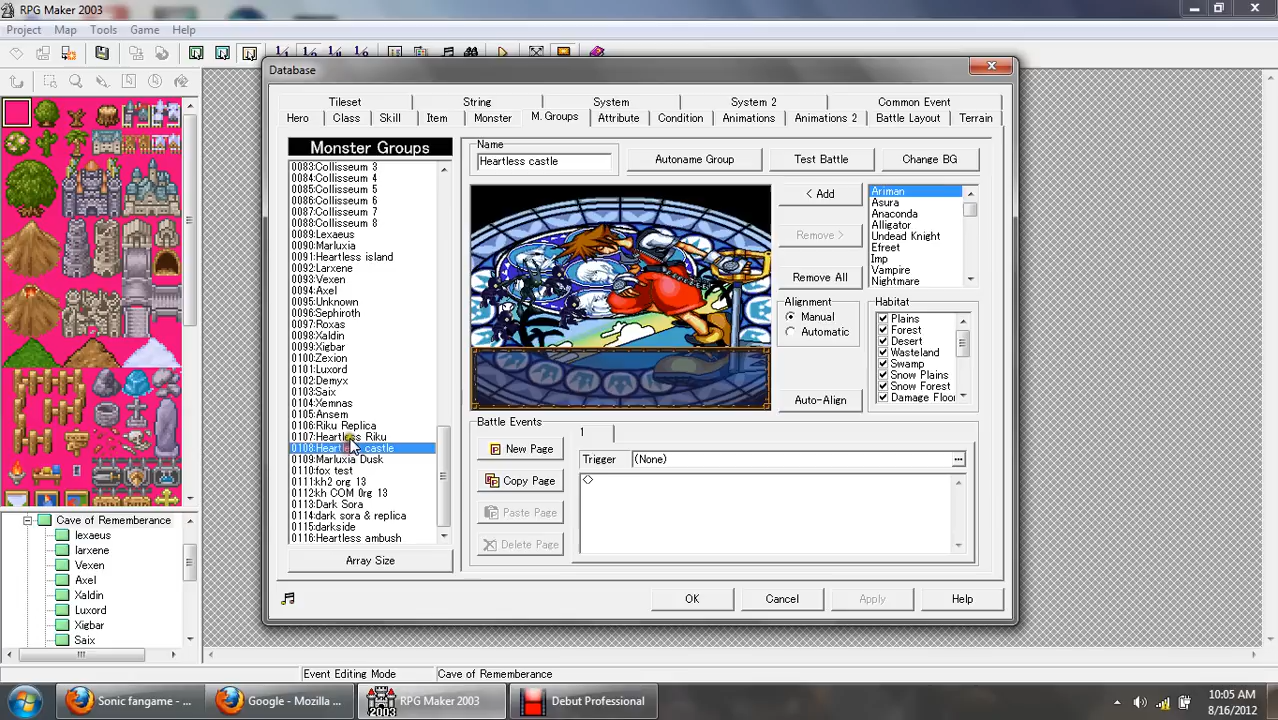 RPG Maker 2003
Project Map Tools Game Help
Database
Tileset String System System 2 Common Event
Hero Class Skill Item Monster M. Groups Attribute Condition Animations Animations 2 Battle Layout Terrain
Monster Groups
0083:Collisseum 3
0084:Collisseum 4
0085:Collisseum 5
0086:Collisseum 6
0087:Collisseum 7
0088:Collisseum 8
0089:Lexaeus
0090:Marluxia
0091:Heartless island
0092:Larxene
0093:Vexen
0094:Axel
0095:Unknown
0096:Sephiroth
0097:Roxas
0098:Xaldin
0099:Xigbar
0100:Zexion
0101:Luxord
0102:Demyx
0103:Saix
0104:Xemnas
0105:Ansem
0106:Riku Replica
0107:Heartless Riku
0108:Heartless castle
0109:Marluxia Dusk
0110:fox test
0111:kh2 org 13
0112:kh COM 0rg 13
0113:Dark Sora
0114:dark sora & replica
0115:darkside
0116:Heartless ambush
Array Size
Name
Heartless castle
Autoname Group
Test Battle
Change BG
< Add
Remove >
Remove All
Alignment
Manual
Automatic
Auto-Align
Ariman
Asura
Anaconda
Alligator
Undead Knight
Efreet
Imp
Vampire
Nightmare
Habitat
Plains
Forest
Desert
Wasteland
Swamp
Snow Plains
Snow Forest
Damage Floor
Battle Events
New Page
Copy Page
Paste Page
Delete Page
1
Trigger (None) ...
OK
Cancel
Apply
Help
Cave of Rememberance
lexaeus
larxene
Vexen
Axel
Xaldin
Luxord
Xigbar
Saix
Event Editing Mode
Cave of Rememberance
Sonic fangame - ...
Google - Mozilla ...
RPG Maker 2003
Debut Professional
10:05 AM
8/16/2012